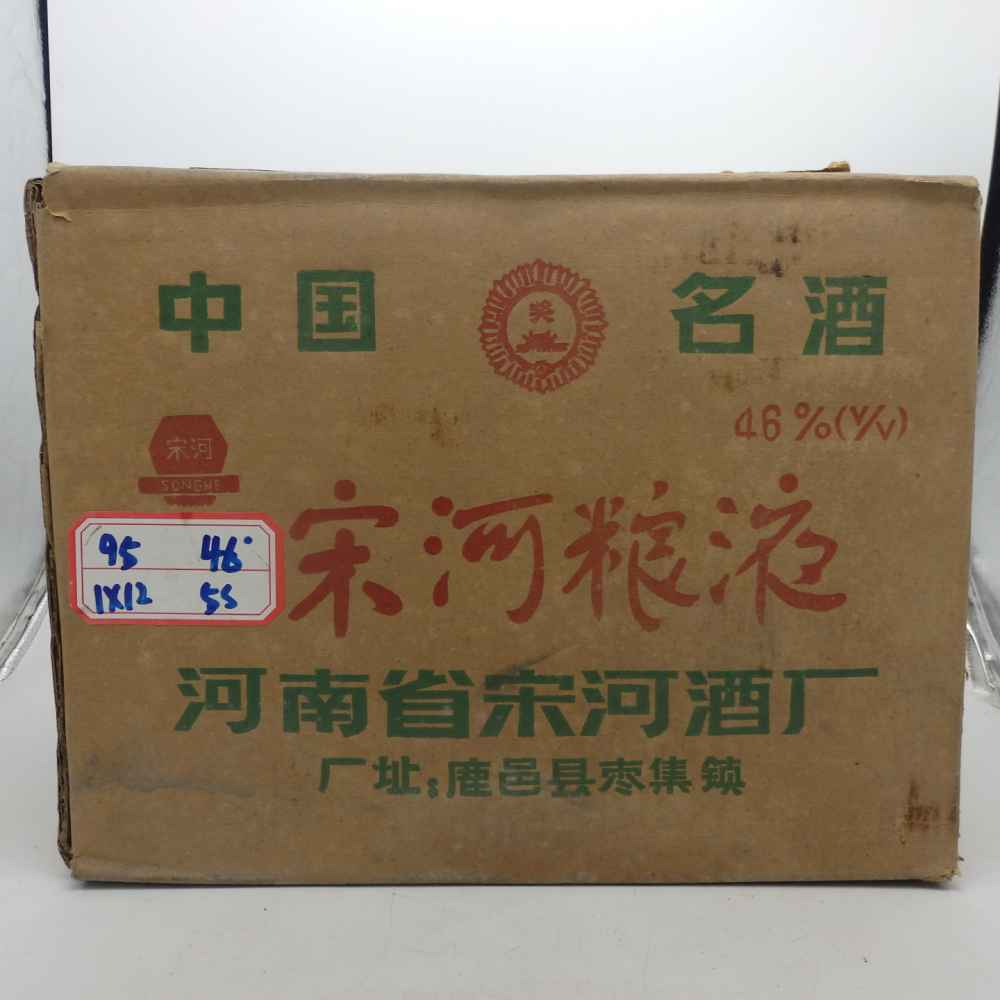 中国 奖 名酒
46%(V/V)
宋河
SONGHE
宋河粮液
95 46°
1X12 5S
河南省宋河酒厂
厂址:鹿邑县枣集镇